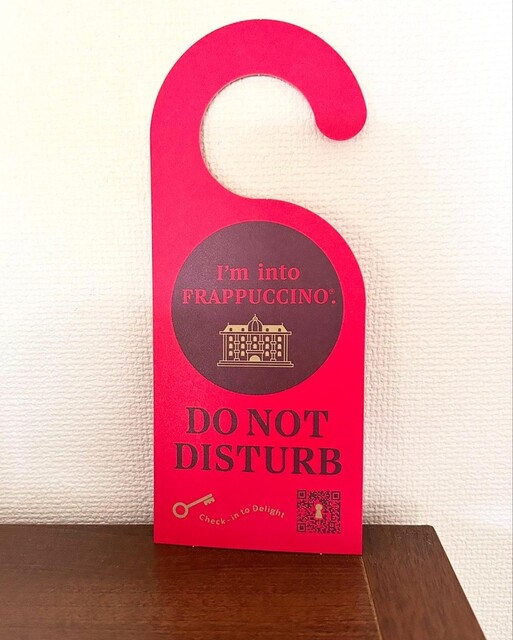 I'm into
FRAPPUCCINO®.
DO NOT
DISTURB
Check-in to Delight